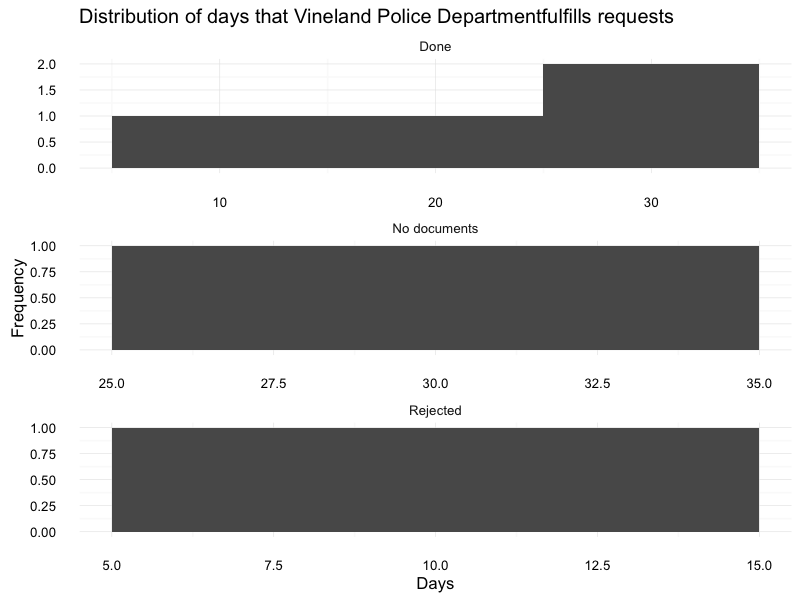 Distribution of days that Vineland Police Departmentfulfills requests
Done
2.0
1.5
1.0
0.5
0.0
10 20 30
No documents
1.00
0.75
0.50
0.25
0.00
25.0 27.5 30.0 32.5 35.0
Frequency
Rejected
1.00
0.75
0.50
0.25
0.00
5.0 7.5 10.0 12.5 15.0
Days